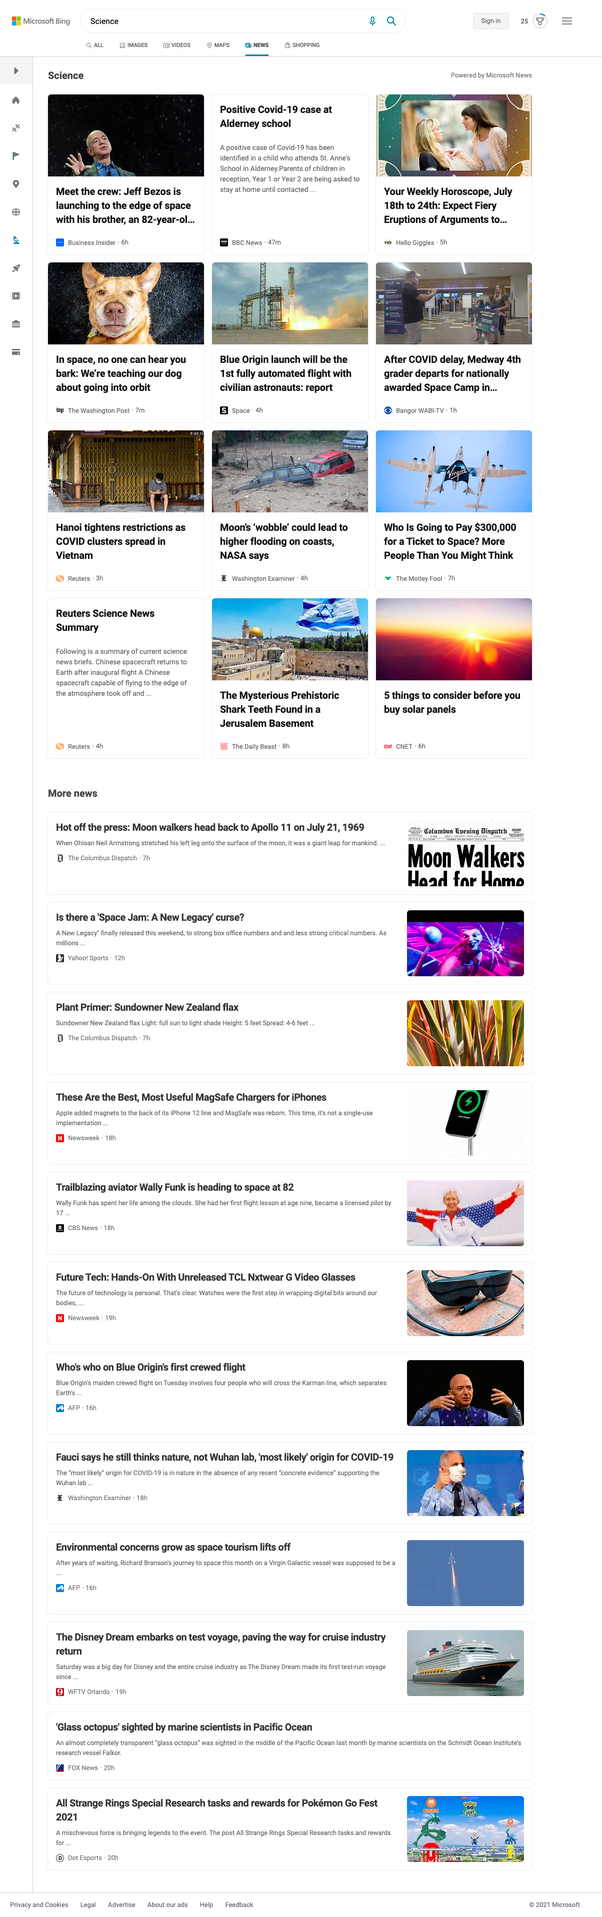 Microsoft Bing
Science
Sign in
25
ALL
IMAGES
VIDEOS
MAPS
NEWS
SHOPPING
Science
Powered by Microsoft News
Meet the crew: Jeff Bezos is
launching to the edge of space
with his brother, an 82-year-ol...
Business Insider · 6h
Positive Covid-19 case at
Alderney school
A positive case of Covid-19 has been
identified in a child who attends St. Anne's
School in Alderney.Parents of children in
reception, Year 1 or Year 2 are being asked to
stay at home until contacted ...
BBC News · 47m
Your Weekly Horoscope, July
18th to 24th: Expect Fiery
Eruptions of Arguments to...
Hello Giggles · 5h
In space, no one can hear you
bark: We're teaching our dog
about going into orbit
The Washington Post · 7m
Blue Origin launch will be the
1st fully automated flight with
civilian astronauts: report
Space · 4h
After COVID delay, Medway 4th
grader departs for nationally
awarded Space Camp in...
Bangor WABI-TV · 1h
Hanoi tightens restrictions as
COVID clusters spread in
Vietnam
Reuters · 3h
Moon's 'wobble' could lead to
higher flooding on coasts,
NASA says
Washington Examiner · 4h
Virgin
Who Is Going to Pay $300,000
for a Ticket to Space? More
People Than You Might Think
The Motley Fool · 7h
Reuters Science News
Summary
Following is a summary of current science
news briefs. Chinese spacecraft returns to
Earth after inaugural flight A Chinese
spacecraft capable of flying to the edge of
the atmosphere took off and ...
Reuters · 4h
The Mysterious Prehistoric
Shark Teeth Found in a
Jerusalem Basement
The Daily Beast · 8h
5 things to consider before you
buy solar panels
CNET · 6h
More news
Hot off the press: Moon walkers head back to Apollo 11 on July 21, 1969
When Ohioan Neil Armstrong stretched his left leg onto the surface of the moon, it was a giant leap for mankind. ...
The Columbus Dispatch · 7h
Columbus Evening Dispatch
Moon Walkers
Head for Home
Is there a 'Space Jam: A New Legacy' curse?
A New Legacy" finally released this weekend, to strong box office numbers and and less strong critical numbers. As
millions ...
Yahoo! Sports · 12h
Plant Primer: Sundowner New Zealand flax
Sundowner New Zealand flax Light: full sun to light shade Height: 5 feet Spread: 4-6 feet ...
The Columbus Dispatch · 7h
These Are the Best, Most Useful MagSafe Chargers for iPhones
Apple added magnets to the back of its iPhone 12 line and MagSafe was reborn. This time, it's not a single-use
implementation ...
Newsweek · 18h
Trailblazing aviator Wally Funk is heading to space at 82
Wally Funk has spent her life among the clouds. She had her first flight lesson at age nine, became a licensed pilot by
17 ...
CBS News · 18h
Future Tech: Hands-On With Unreleased TCL Nxtwear G Video Glasses
The future of technology is personal. That's clear. Watches were the first step in wrapping digital bits around our
bodies, ...
Newsweek · 19h
Who's who on Blue Origin's first crewed flight
Blue Origin's maiden crewed flight on Tuesday involves four people who will cross the Karman line, which separates
Earth's ...
AFP · 16h
Fauci says he still thinks nature, not Wuhan lab, 'most likely' origin for COVID-19
The "most likely" origin for COVID-19 is in nature in the absence of any recent "concrete evidence" supporting the
Wuhan lab ...
Washington Examiner · 18h
Environmental concerns grow as space tourism lifts off
After years of waiting, Richard Branson's journey to space this month on a Virgin Galactic vessel was supposed to be a
...
AFP · 16h
The Disney Dream embarks on test voyage, paving the way for cruise industry
return
Saturday was a big day for Disney and the entire cruise industry as The Disney Dream made its first test-run voyage
since ...
WFTV Orlando · 19h
'Glass octopus' sighted by marine scientists in Pacific Ocean
An almost completely transparent "glass octopus" was sighted in the middle of the Pacific Ocean last month by marine scientists on the Schmidt Ocean Institute's
research vessel Falkor.
FOX News · 20h
All Strange Rings Special Research tasks and rewards for Pokémon Go Fest
2021
A mischievous force is bringing legends to the event. The post All Strange Rings Special Research tasks and rewards
for ...
Dot Esports · 20h
Privacy and Cookies
Legal
Advertise
About our ads
Help
Feedback
© 2021 Microsoft